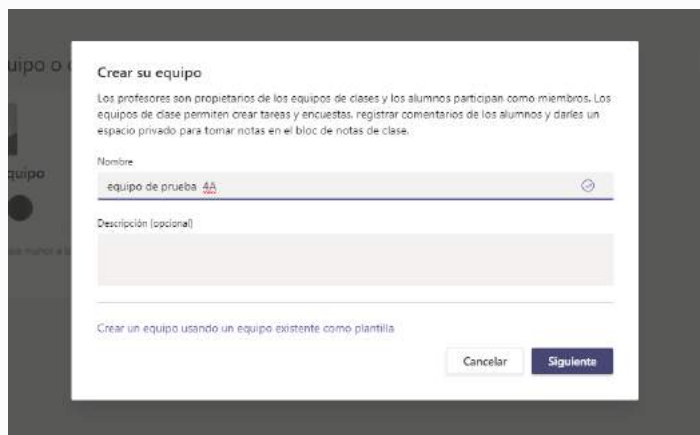 uipo o c
Crear su equipo
Los profesores son propietarios de los equipos de clases y los alumnos participan como miembros. Los
equipos de clase permiten crear tareas y encuestas, registrar comentarios de los alumnos y darles un
espacio privado para tomar notas en el bloc de notas de clase.
Nombre
quipo
equipo de prueba 4A
Descripción (opcional)
Crear un equipo usando un equipo existente como plantilla
Cancelar
Siguiente